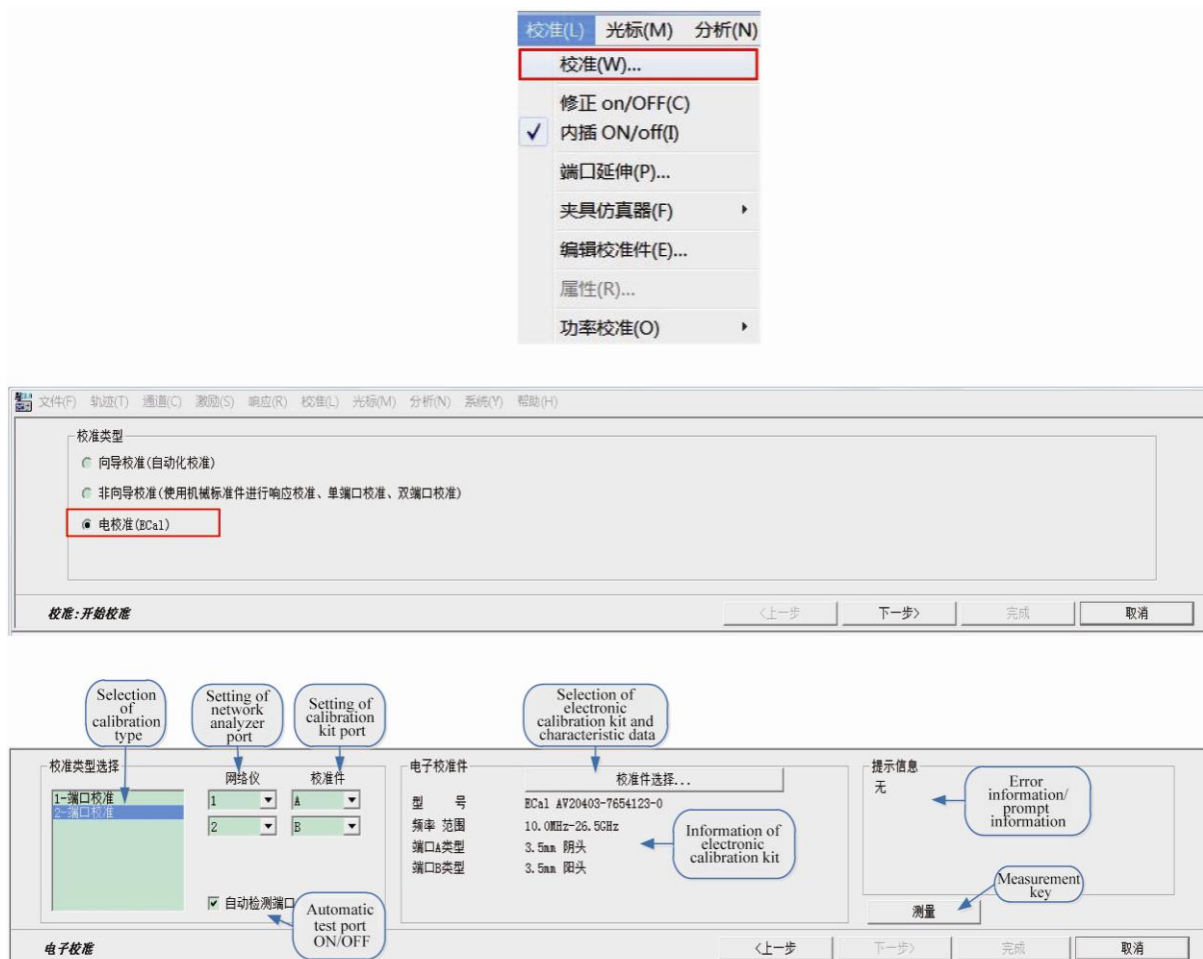 校准(L) 光标(M) 分析(N)
校准(W)...
修正 on/OFF(C)
内插 ON/off(I)
端口延伸(P)...
夹具仿真器(F)
编辑校准件(E)...
属性(R)...
功率校准(O)
文件(F) 轨迹(T) 通道(C) 激励(S) 响应(R) 校准(L) 光标(M) 分析(N) 系统(Y) 帮助(H)
校准类型
向导校准(自动化校准)
非向导校准(使用机械标准件进行响应校准、单端口校准、双端口校准)
电校准(ECal)
校准:开始校准
<上一步 下一步> 完成 取消
Selection
of
calibration
type
Setting of
network
analyzer
port
Setting of
calibration
kit port
Selection of
electronic
calibration kit and
characteristic data
校准类型选择
1-端口校准
2-端口校准
网络仪 校准件
1 A
2 B
自动检测端口
Automatic
test port
ON/OFF
电子校准件
校准件选择...
型 号 ECal AV20403-7654123-0
频率 范围 10.0MHz-26.5GHz
端口A类型 3.5mm 阴头
端口B类型 3.5mm 阳头
Information of
electronic
calibration kit
提示信息
无
Error
information/
prompt
information
Measurement
key
测量
电子校准
<上一步 下一步> 完成 取消